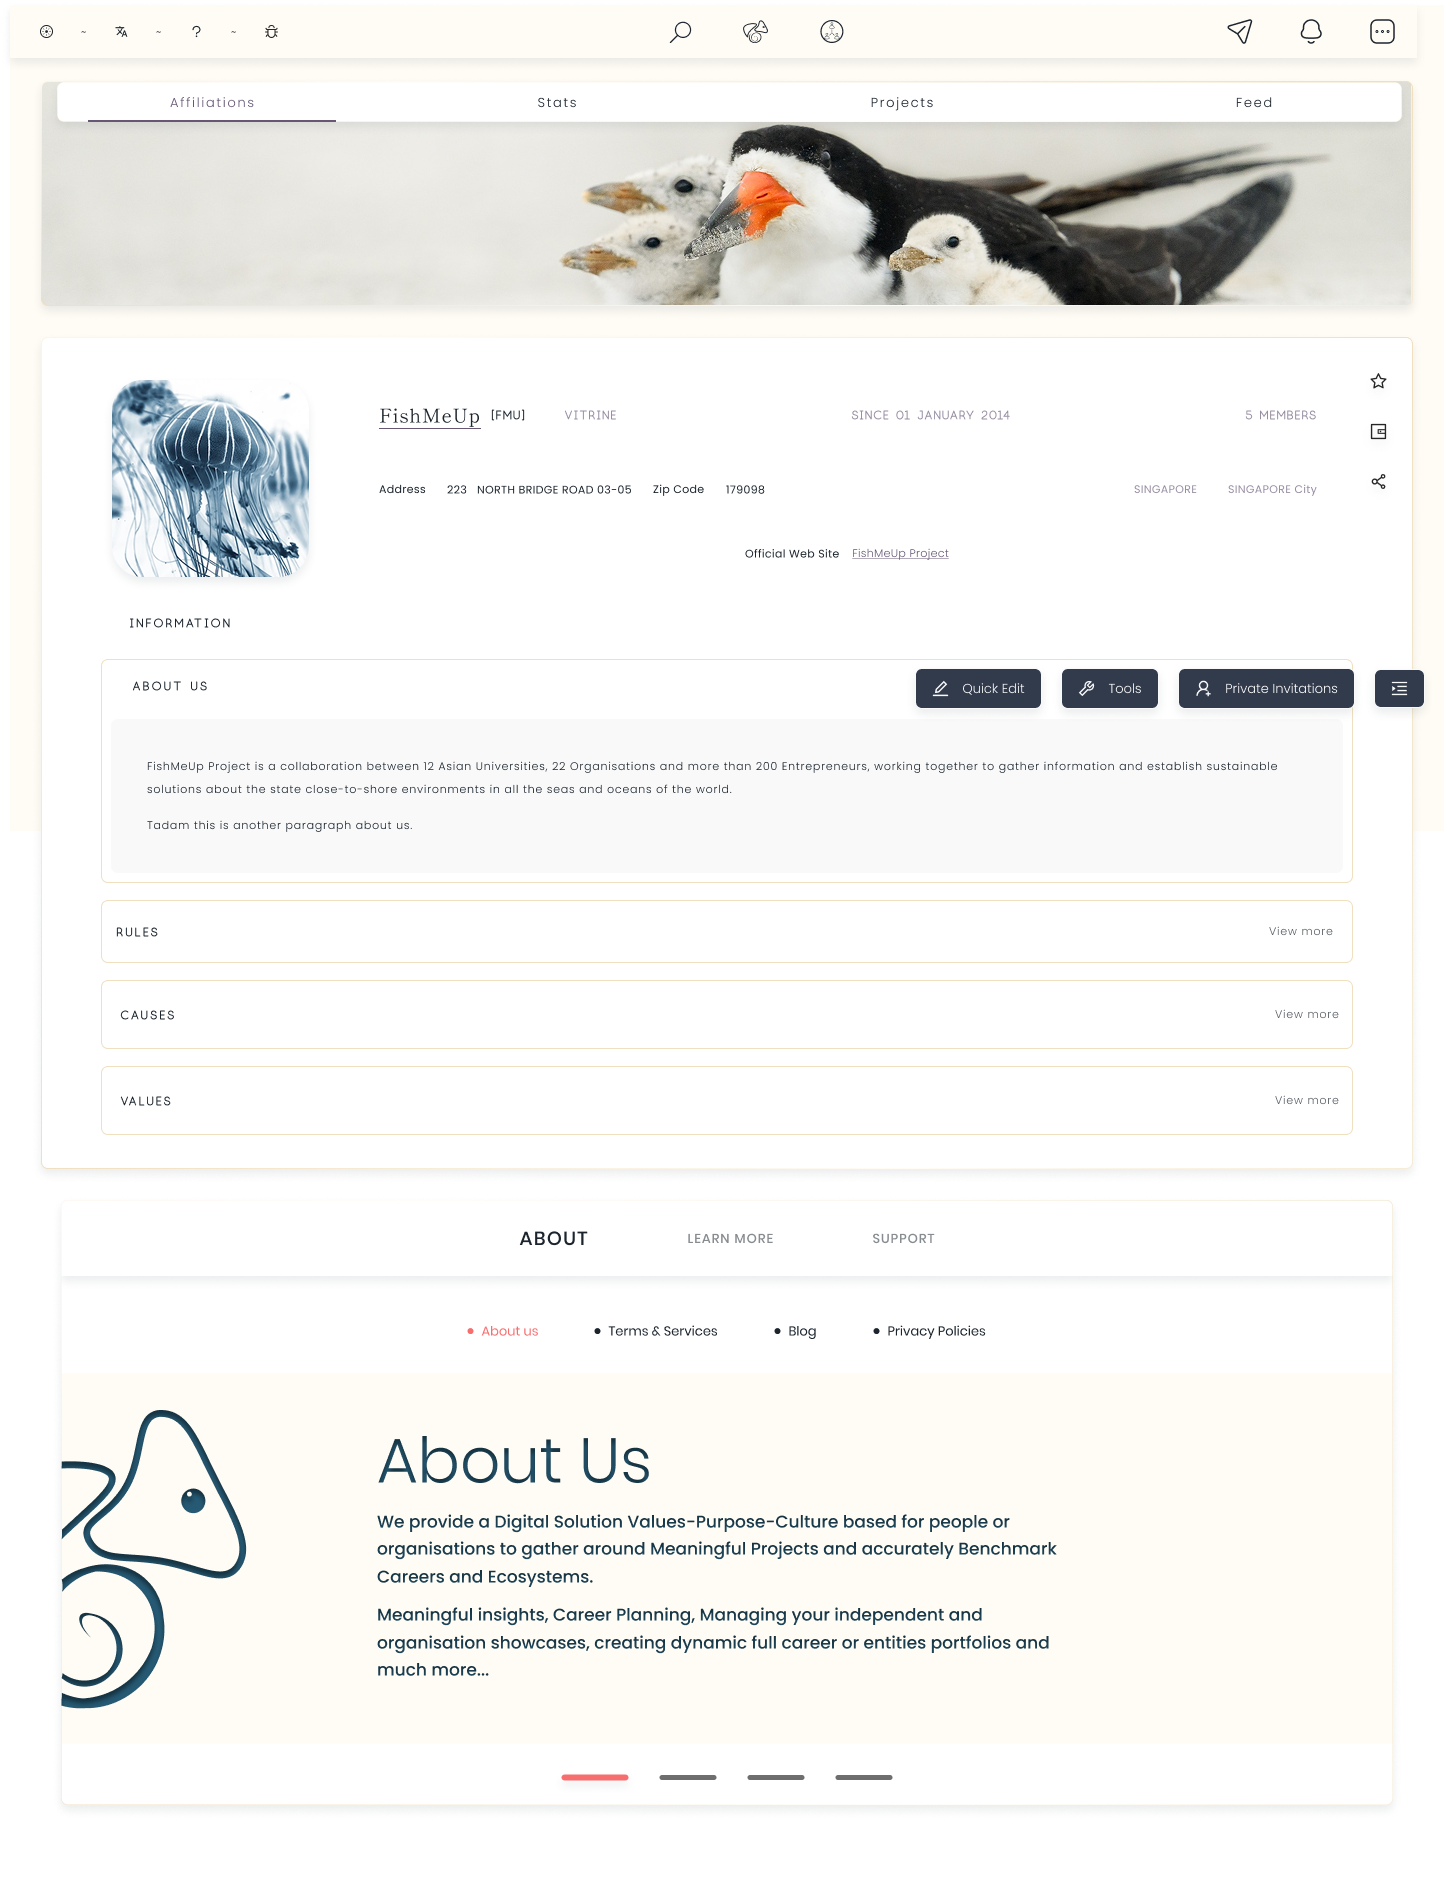 ~ ~ ? ~
Affiliations Stats Projects Feed
FishMeUp [FMU] VITRINE SINCE 01 JANUARY 2014 5 MEMBERS
Address 223 NORTH BRIDGE ROAD 03-05 Zip Code 179098 SINGAPORE SINGAPORE City
Official Web Site FishMeUp Project
INFORMATION
ABOUT US Quick Edit Tools Private Invitations
FishMeUp Project is a collaboration between 12 Asian Universities, 22 Organisations and more than 200 Entrepreneurs, working together to gather information and establish sustainable
solutions about the state close-to-shore environments in all the seas and oceans of the world.
Tadam this is another paragraph about us.
RULES View more
CAUSES View more
VALUES View more
ABOUT LEARN MORE SUPPORT
• About us • Terms & Services • Blog • Privacy Policies
About Us
We provide a Digital Solution Values-Purpose-Culture based for people or
organisations to gather around Meaningful Projects and accurately Benchmark
Careers and Ecosystems.
Meaningful insights, Career Planning, Managing your independent and
organisation showcases, creating dynamic full career or entities portfolios and
much more...